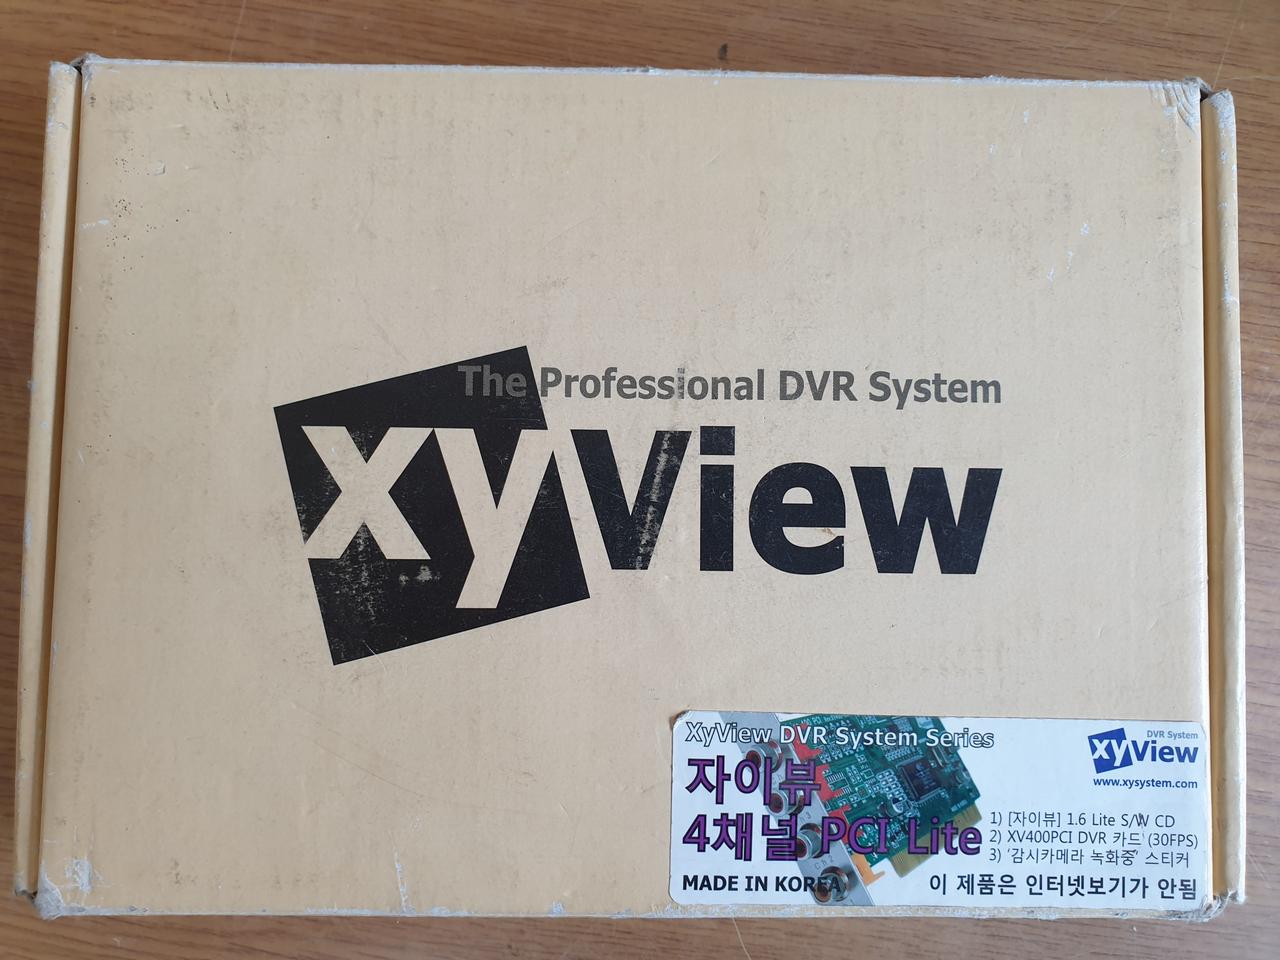 The Professional DVR System
xyView
XyView DVR System Series
자이뷰
4채널 PCI Lite
MADE IN KOREA
DVR System
xyView
www.xysystem.com
1) [자이뷰] 1.6 Lite S/W CD
2) XV400PCI DVR 카드 (30FPS)
3) '감시카메라 녹화중' 스티커
이 제품은 인터넷보기가 안됨